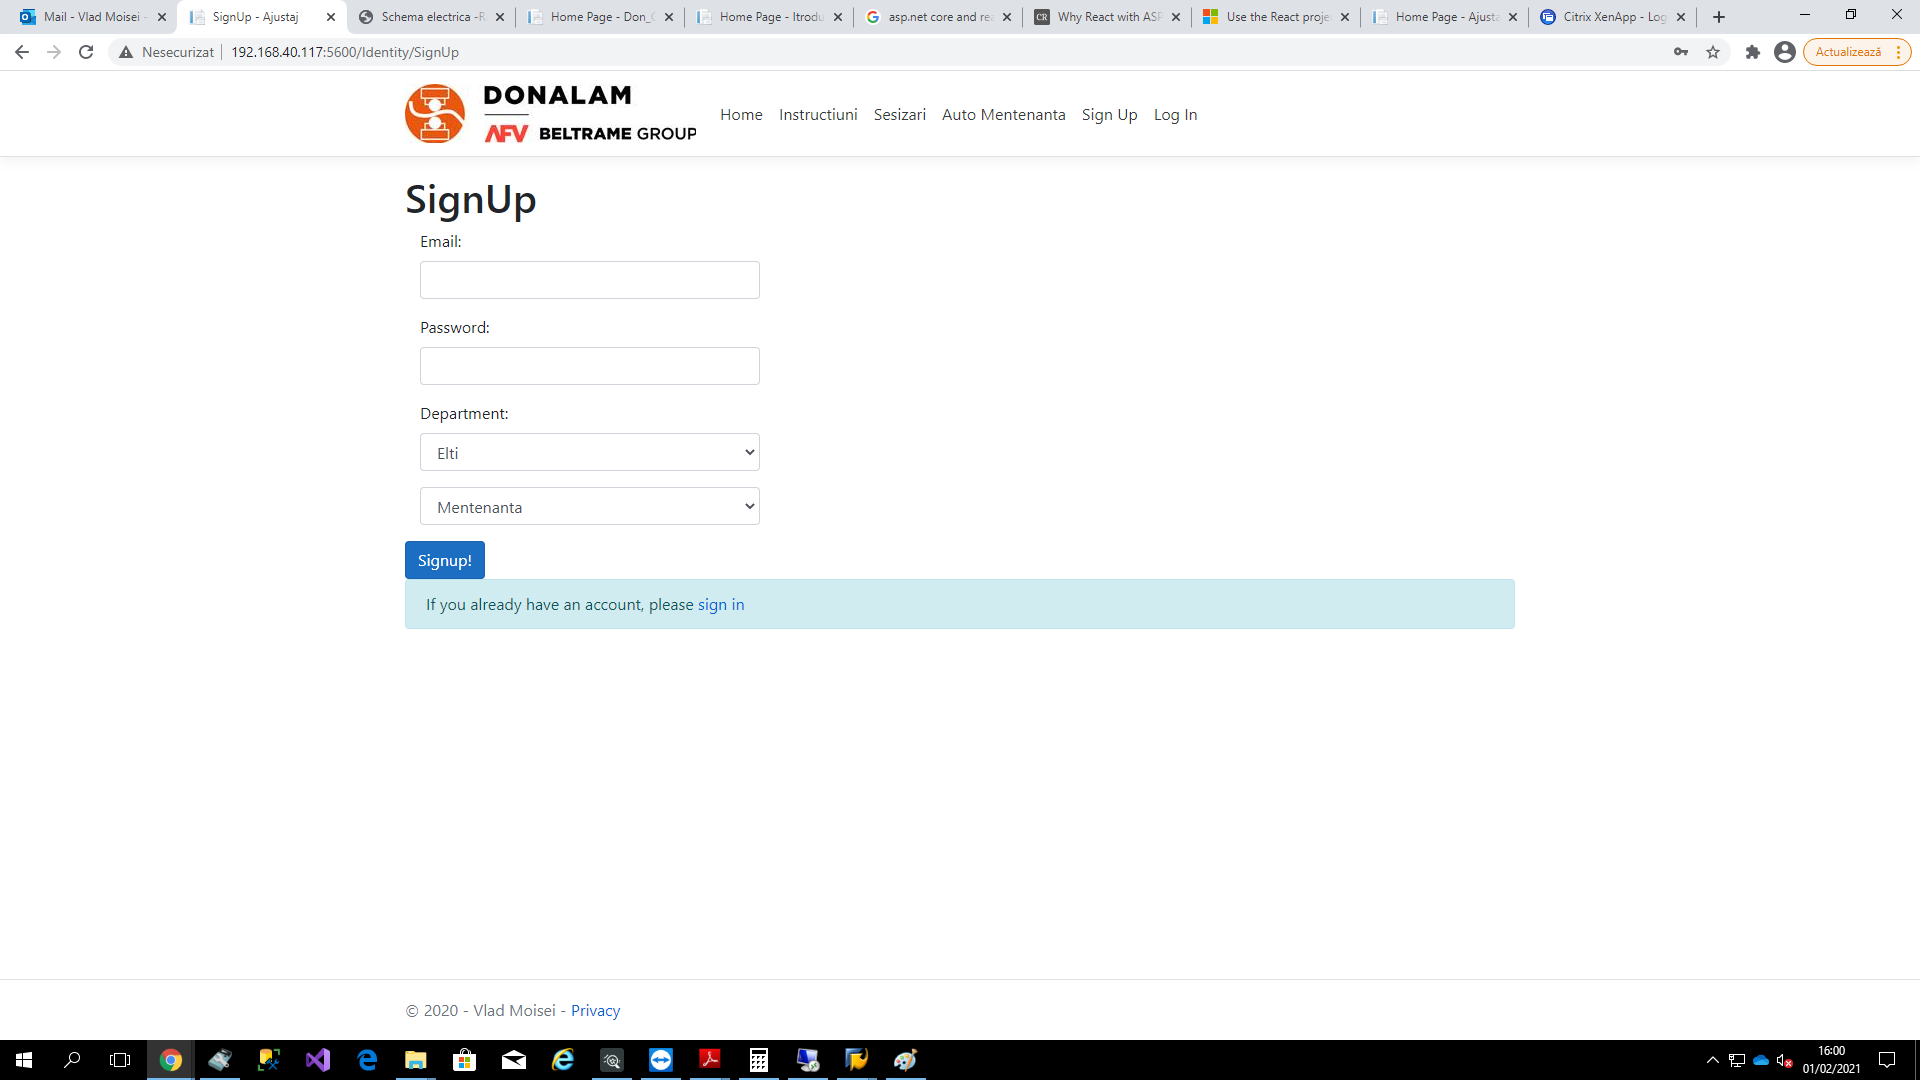 Mail - Vlad Moisei -
SignUp - Ajustaj
Schema electrica -R
Home Page - Don_
Home Page - Itrodu
asp.net core and rea
Why React with ASP
Use the React proje
Home Page - Ajusta
Citrix XenApp - Log
Nesecurizat
192.168.40.117:5600/Identity/SignUp
Actualizează
DONALAM
AFV BELTRAME GROUP
Home
Instructiuni
Sesizari
Auto Mentenanta
Sign Up
Log In
SignUp
Email:
Password:
Department:
Elti
Mentenanta
Signup!
If you already have an account, please sign in
© 2020 - Vlad Moisei - Privacy
16:00
01/02/2021